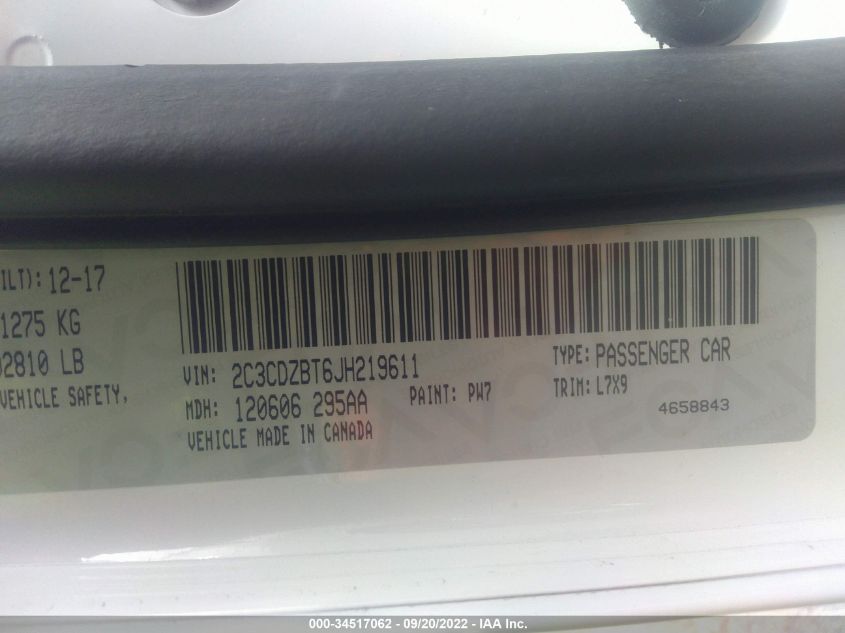 ILT): 12-17
1275 KG
02810 LB
VEHICLE SAFETY,
VIN: 2C3CDZBT6JH219611
TYPE: PASSENGER CAR
MDH: 120606 295AA
PAINT: PW7
TRIM: L7X9
VEHICLE MADE IN CANADA
4658843
000-34517062 - 09/20/2022 - IAA Inc.